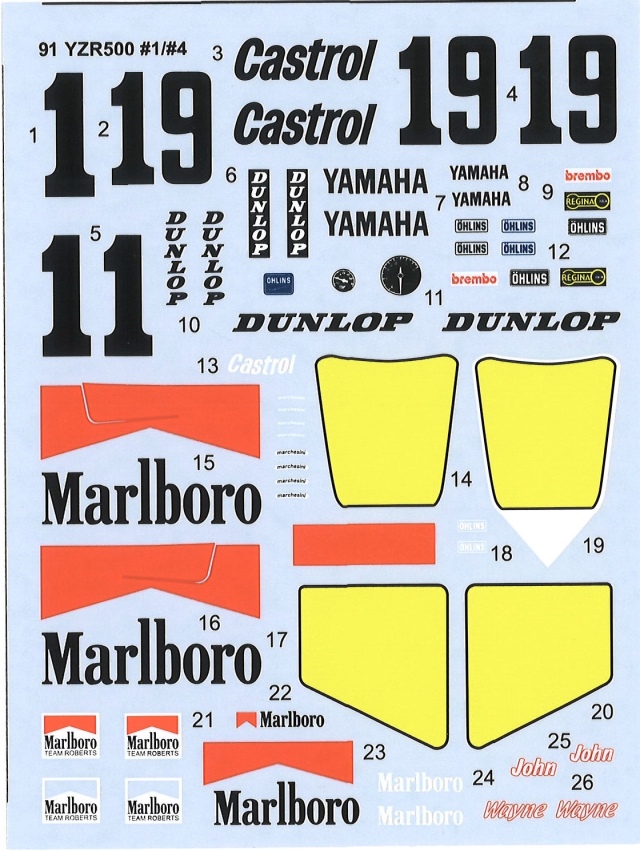 91 YZR500 #1/#4
3
Castrol
Castrol
19
4
19
1
1
2
19
6
DUNLOP
DUNLOP
YAMAHA
YAMAHA
7
YAMAHA
YAMAHA
8
9
brembo
REGINA
ÖHLINS
ÖHLINS
ÖHLINS
ÖHLINS
ÖHLINS
12
5
11
DUNLOP
DUNLOP
10
ÖHLINS
11
brembo
ÖHLINS
REGINA
DUNLOP
DUNLOP
13
Castrol
15
Marlboro
marchesini
marchesini
marchesini
marchesini
14
ÖHLINS
ÖHLINS
18
19
16
Marlboro
17
22
20
Marlboro
TEAM ROBERTS
Marlboro
TEAM ROBERTS
21
Marlboro
23
Marlboro
Marlboro
TEAM ROBERTS
Marlboro
TEAM ROBERTS
Marlboro
Marlboro
24
25
John
John
26
Wayne
Wayne